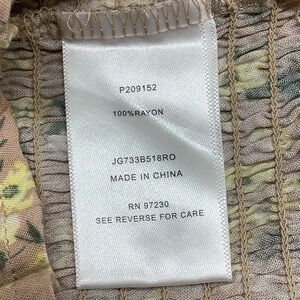 P209152
100%RAYON
JG733B518RO
MADE IN CHINA
RN 97230
SEE REVERSE FOR CARE